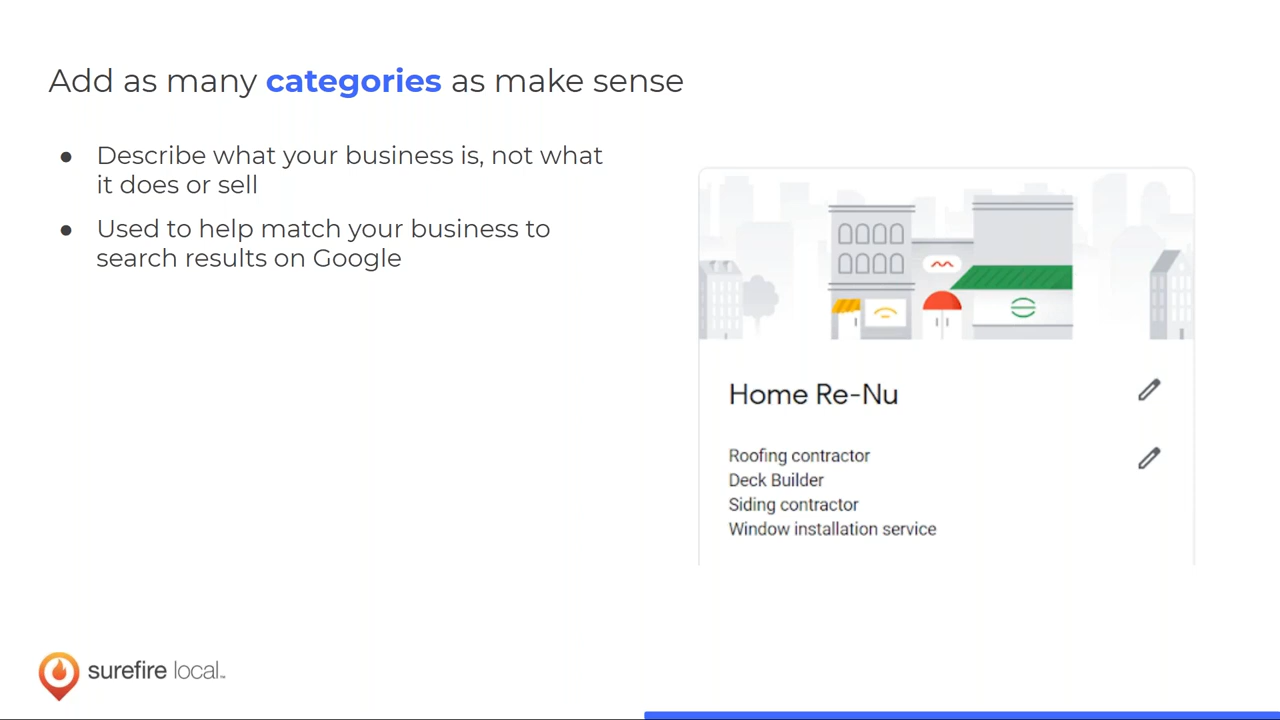 Add as many categories as make sense
● Describe what your business is, not what
it does or sell
● Used to help match your business to
search results on Google
Home Re-Nu
Roofing contractor
Deck Builder
Siding contractor
Window installation service
surefire local™